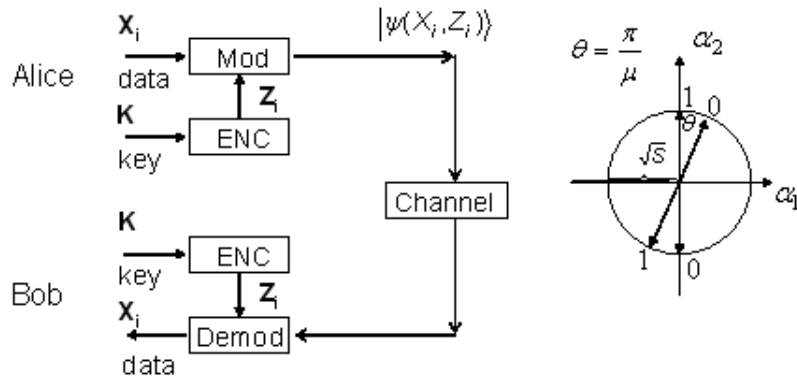 X_i
data
Alice
K
key
Mod
Z_i
ENC
|ψ(X_i, Z_i)⟩
Channel
K
key
Bob
X_i
data
ENC
Z_i
Demod
θ = π/μ
α_2
1
0
θ
√S
α_1
1
0